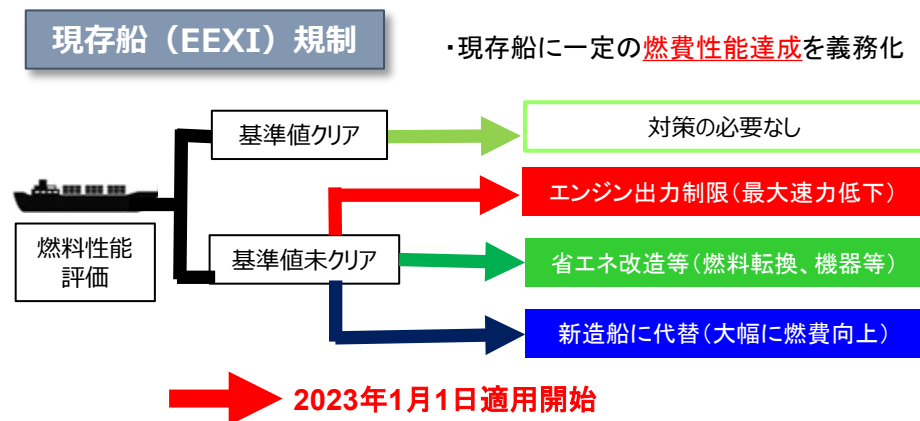 現存船（EEXI）規制
・現存船に一定の燃費性能達成を義務化
基準値クリア
対策の必要なし
エンジン出力制限（最大速力低下）
燃料性能
評価
基準値未クリア
省エネ改造等（燃料転換、機器等）
新造船に代替（大幅に燃費向上）
2023年1月1日適用開始